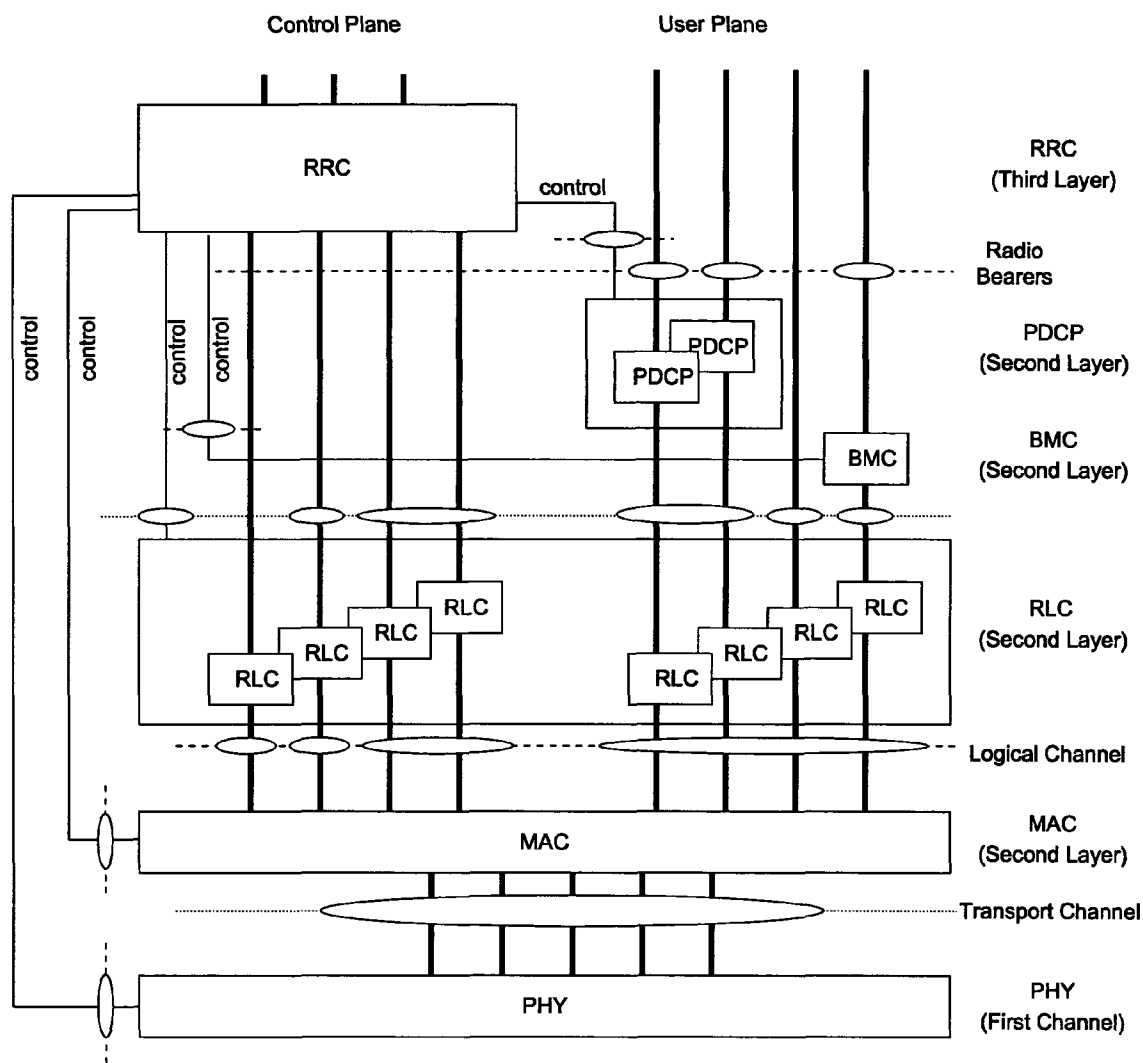 Control Plane
User Plane
RRC
RRC
(Third Layer)
control
Radio
Bearers
control
control
control
control
PDCP
PDCP
PDCP
(Second Layer)
BMC
BMC
(Second Layer)
RLC
RLC
RLC
RLC
RLC
RLC
RLC
RLC
RLC
(Second Layer)
Logical Channel
MAC
MAC
(Second Layer)
Transport Channel
PHY
PHY
(First Channel)